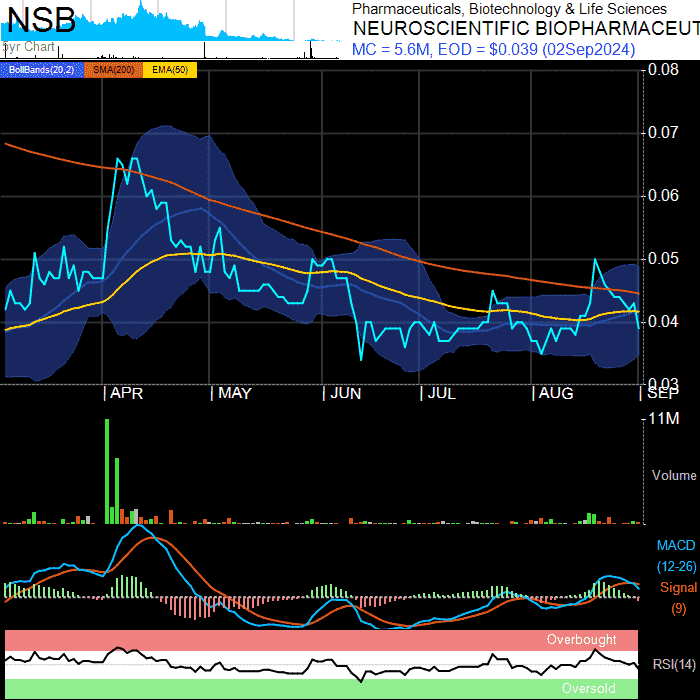 NSB
5yr Chart
Pharmaceuticals, Biotechnology & Life Sciences
NEUROSCIENTIFIC BIOPHARMACEUT
MC = 5.6M, EOD = $0.039 (02Sep2024)
BollBands(20,2) SMA(200) EMA(50)
0.08
0.07
0.06
0.05
0.04
0.03
APR MAY JUN JUL AUG SEP
11M
Volume
MACD
(12-26)
Signal
(9)
Overbought
RSI(14)
Oversold